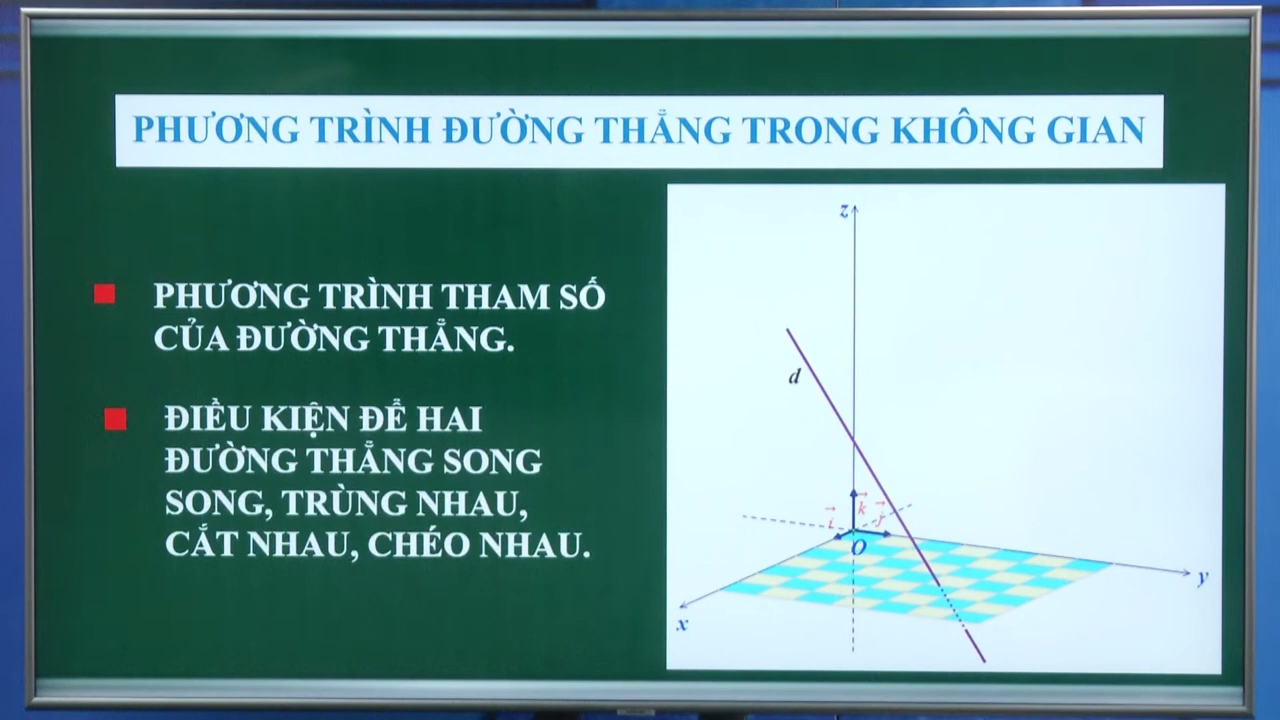 PHƯƠNG TRÌNH ĐƯỜNG THẲNG TRONG KHÔNG GIAN
PHƯƠNG TRÌNH THAM SỐ
CỦA ĐƯỜNG THẲNG.
ĐIỀU KIỆN ĐỂ HAI
ĐƯỜNG THẲNG SONG
SONG, TRÙNG NHAU,
CẮT NHAU, CHÉO NHAU.
z
d
i k j
O
y
x